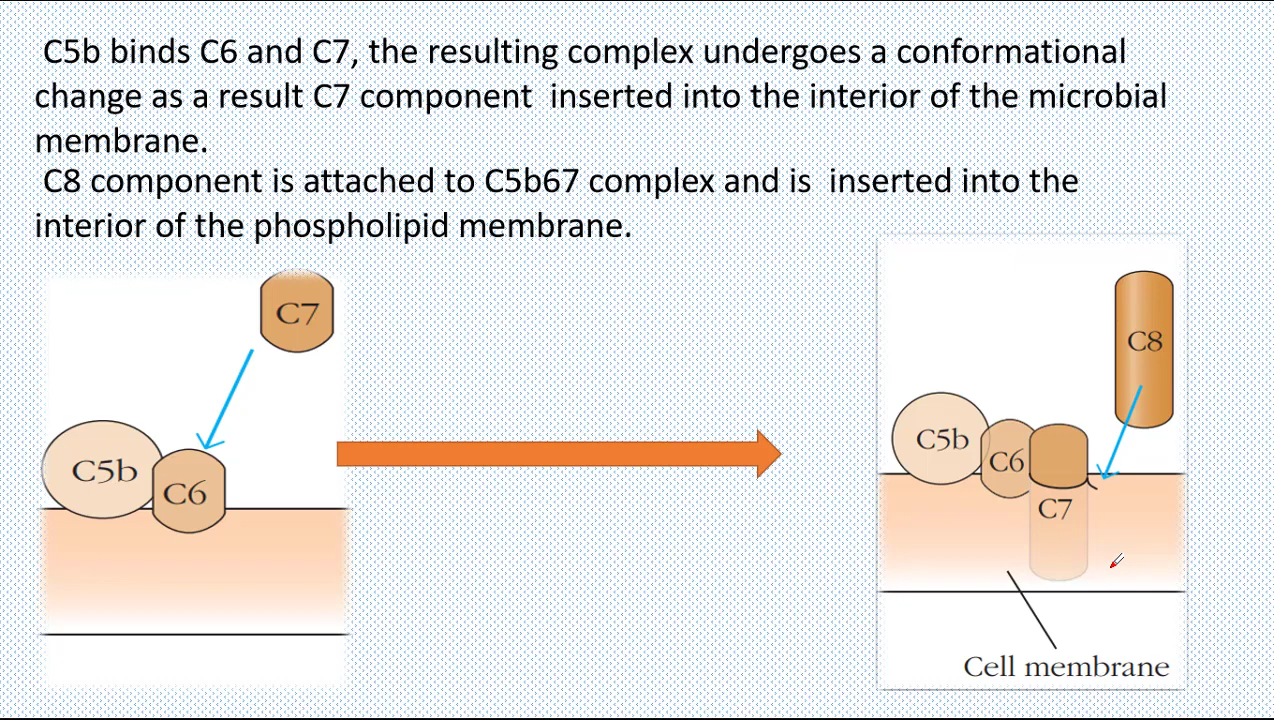 C5b binds C6 and C7, the resulting complex undergoes a conformational
change as a result C7 component  inserted into the interior of the microbial
membrane.
C8 component is attached to C5b67 complex and is  inserted into the
interior of the phospholipid membrane.
C7
C5b
C6
C8
C5b
C6
C7
Cell membrane